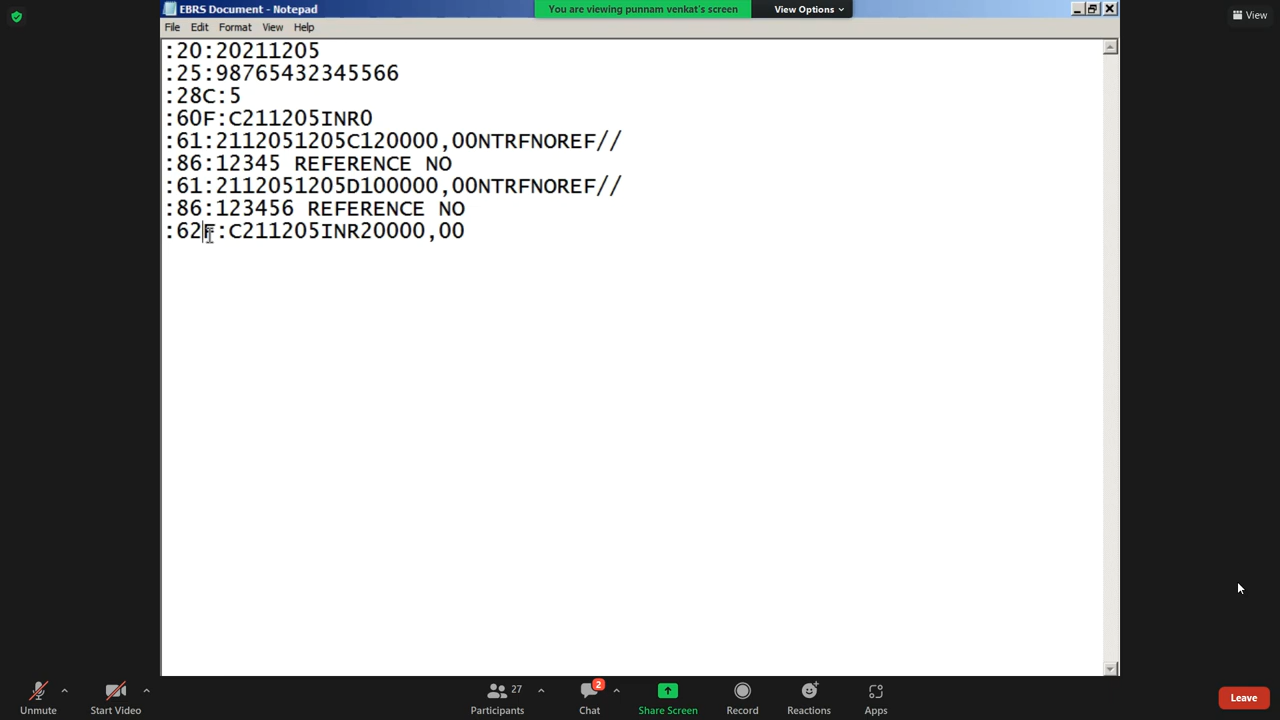 EBRS Document - Notepad
You are viewing punnam venkat's screen
View Options
View
File Edit Format View Help
:20:20211205
:25:98765432345566
:28C:5
:60F:C211205INR0
:61:2112051205C120000,00NTRFNOREF//
:86:12345 REFERENCE NO
:61:2112051205D100000,00NTRFNOREF//
:86:123456 REFERENCE NO
:62F:C211205INR20000,00
27
2
Unmute Start Video Participants Chat Share Screen Record Reactions Apps Leave